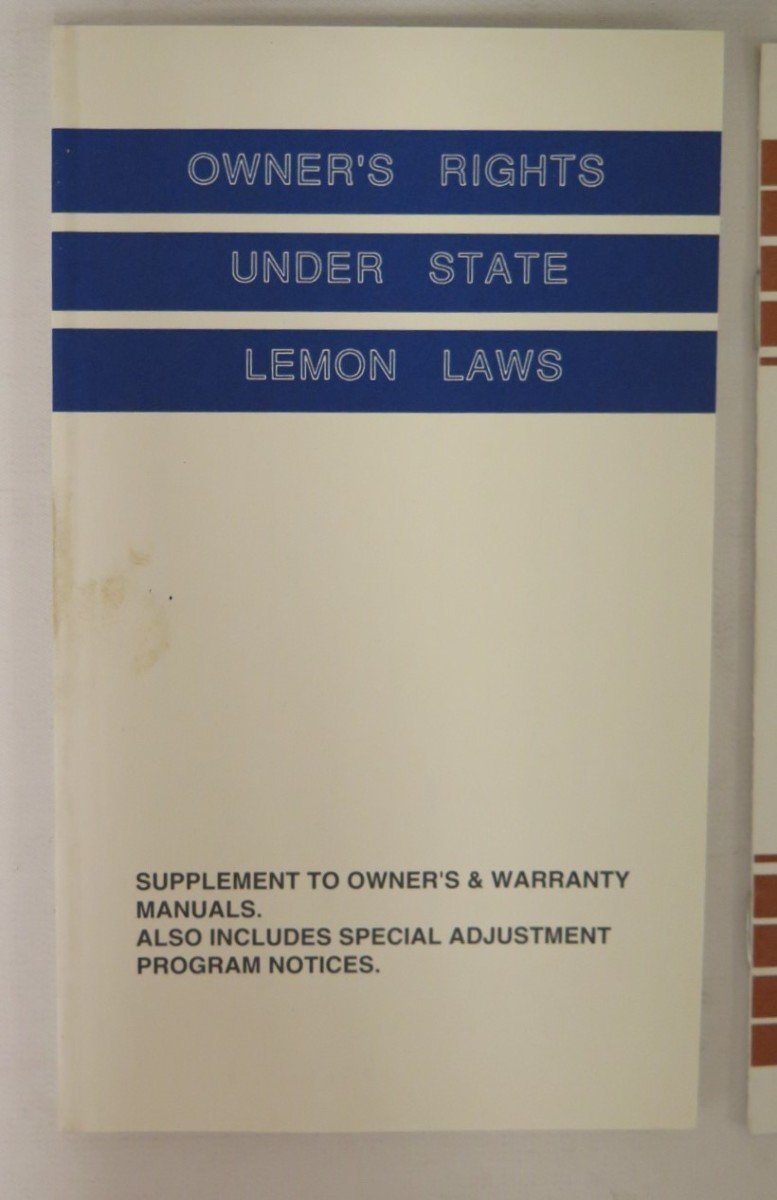 OWNER'S RIGHTS
UNDER STATE
LEMON LAWS
SUPPLEMENT TO OWNER'S & WARRANTY
MANUALS.
ALSO INCLUDES SPECIAL ADJUSTMENT
PROGRAM NOTICES.